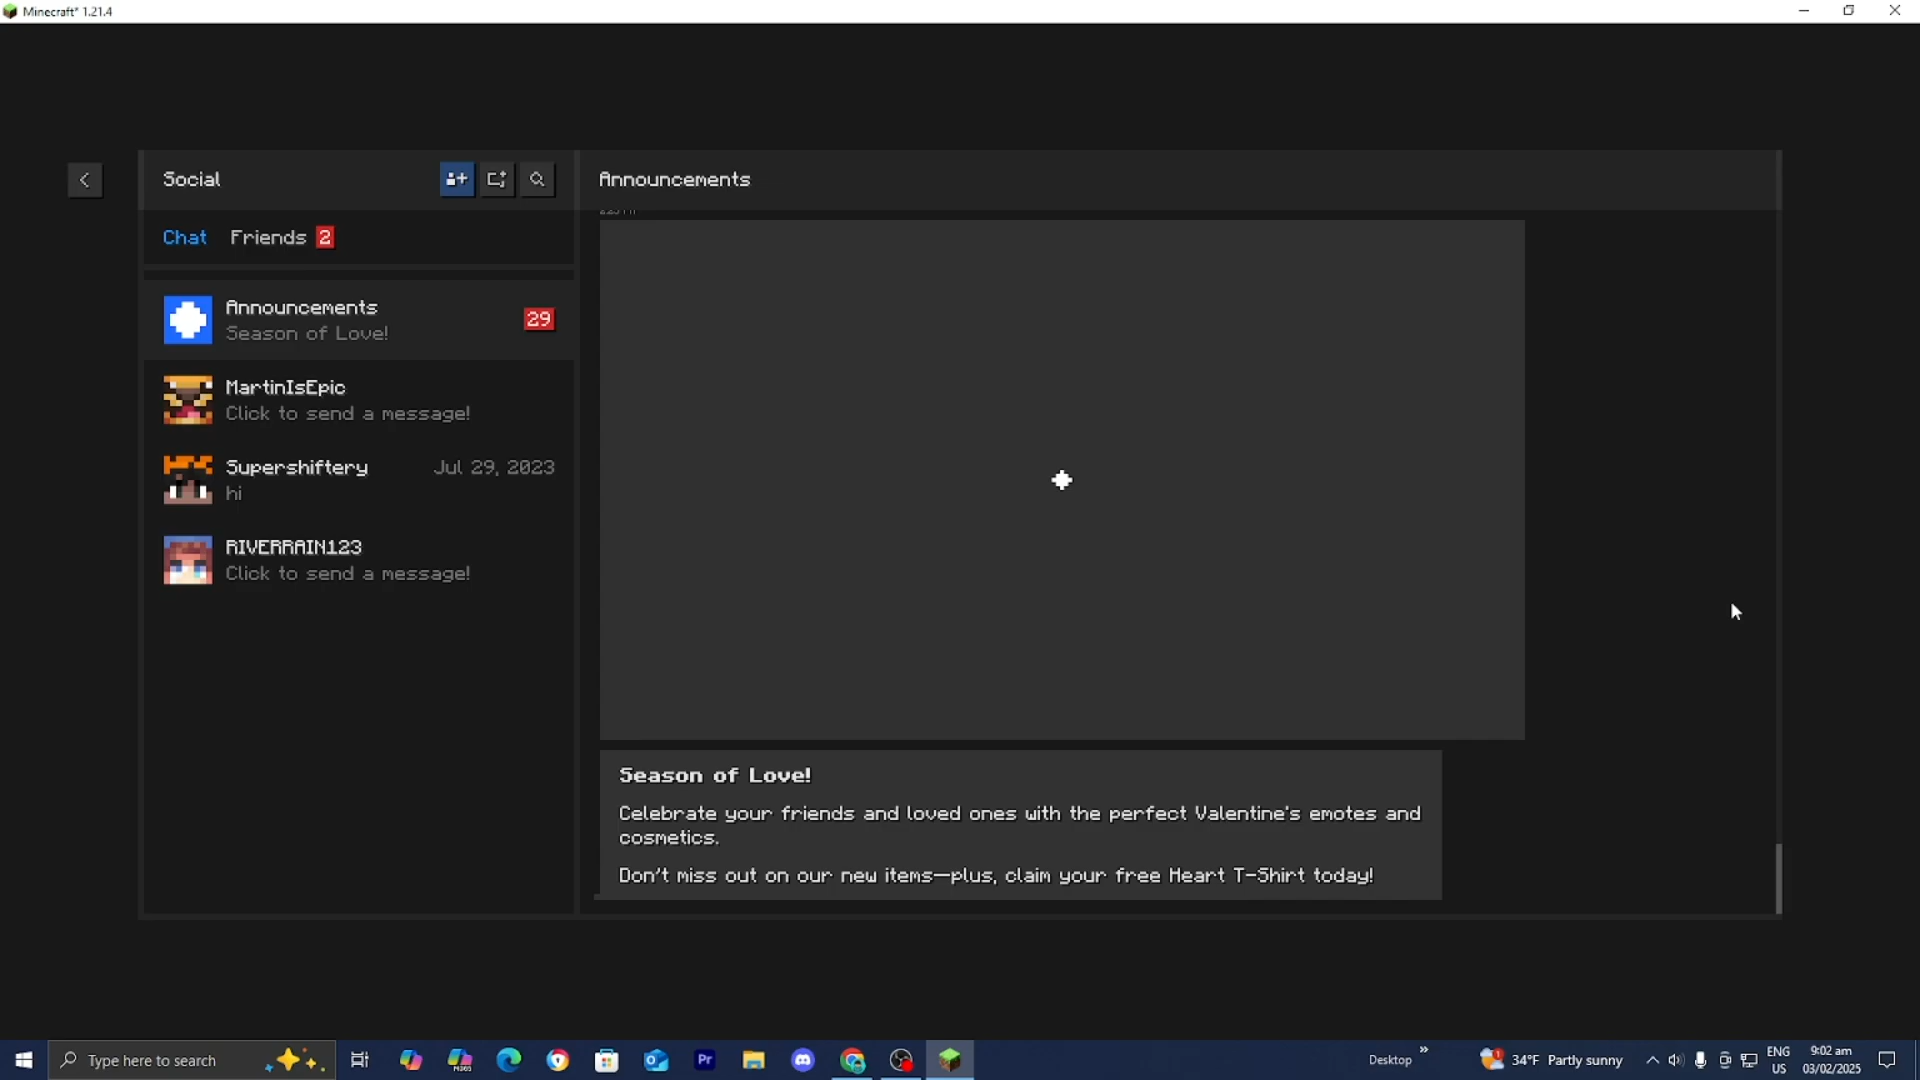 Minecraft* 1.21.4
Social
Announcements
Chat Friends 2
Announcements
Season of Love!
29
MartinIsEpic
Click to send a message!
Supershiftery
Jul 29, 2023
hi
RIVERRAIN123
Click to send a message!
Season of Love!
Celebrate your friends and loved ones with the perfect Valentine's emotes and
cosmetics.
Don't miss out on our new items—plus, claim your free Heart T-Shirt today!
Type here to search
M365
Pr
Desktop
34°F Partly sunny
ENG
US
9:02 am
03/02/2025